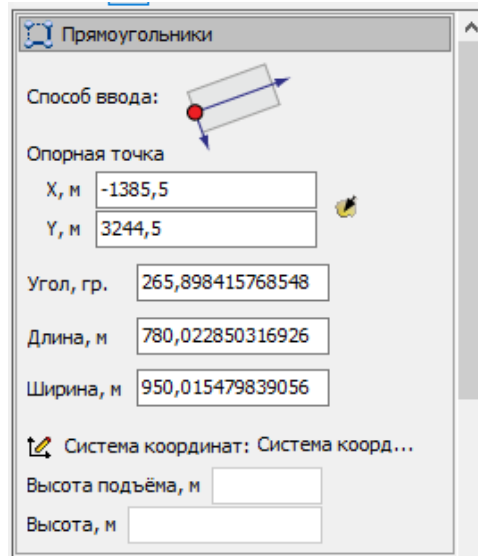 Прямоугольники
Способ ввода:
Опорная точка
X, м -1385,5
Y, м 3244,5
Угол, гр. 265,898415768548
Длина, м 780,022850316926
Ширина, м 950,015479839056
Система координат: Система коорд...
Высота подъёма, м
Высота, м